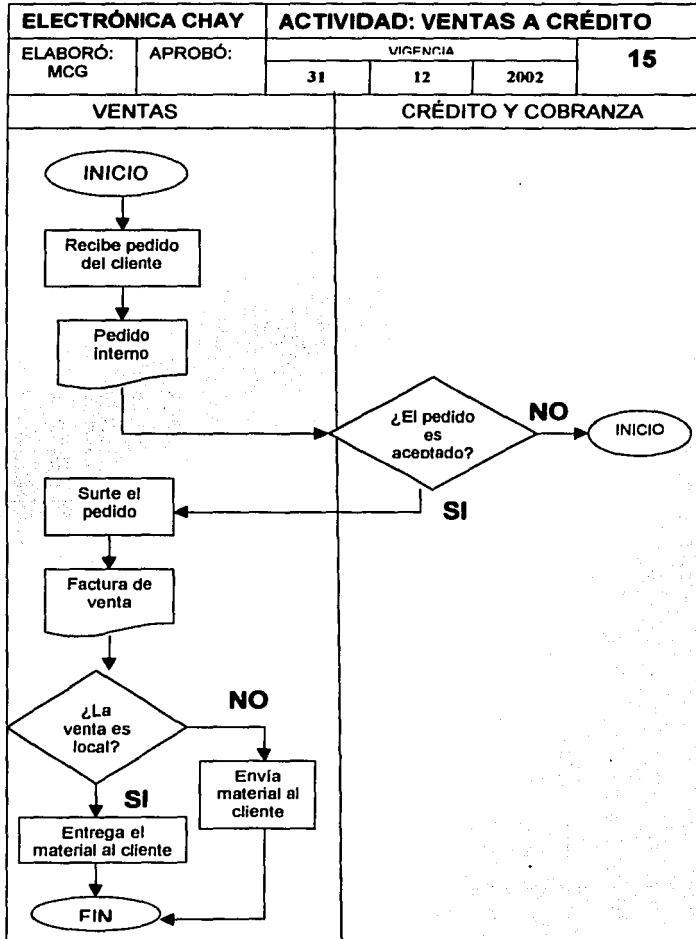 ELECTRÓNICA CHAY
ACTIVIDAD: VENTAS A CRÉDITO
ELABORÓ:
MCG
APROBÓ:
VIGENCIA
31
12
2002
15
VENTAS
CRÉDITO Y COBRANZA
INICIO
Recibe pedido
del cliente
Pedido
interno
¿El pedido
es
aceptado?
NO
INICIO
SI
Surte el
pedido
Factura de
venta
¿La
venta es
local?
NO
Envía
material al
cliente
SI
Entrega el
material al cliente
FIN